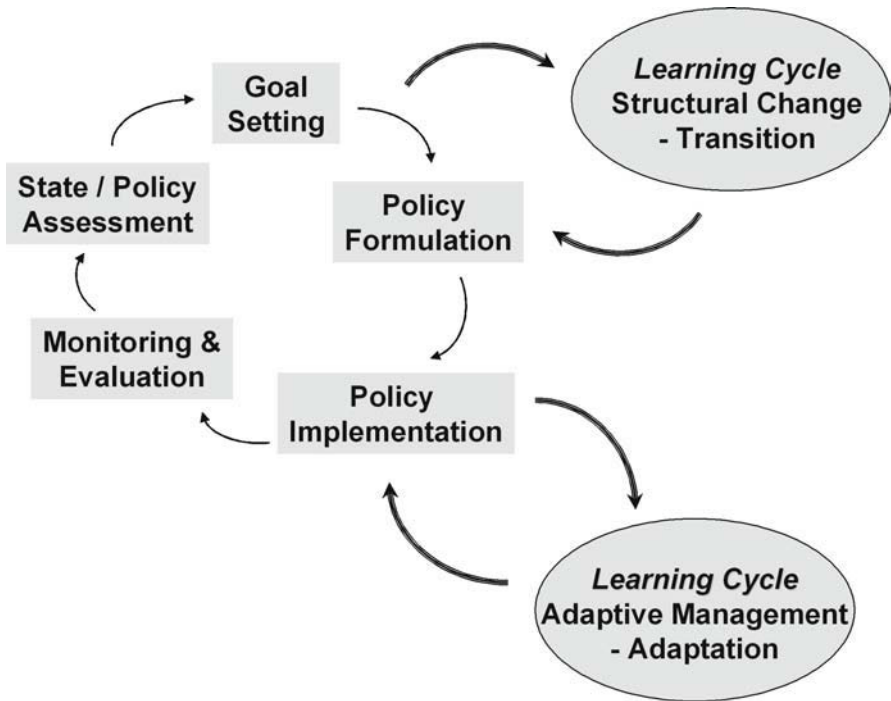 Goal
Setting
Learning Cycle
Structural Change
- Transition
State / Policy
Assessment
Policy
Formulation
Monitoring &
Evaluation
Policy
Implementation
Learning Cycle
Adaptive Management
- Adaptation